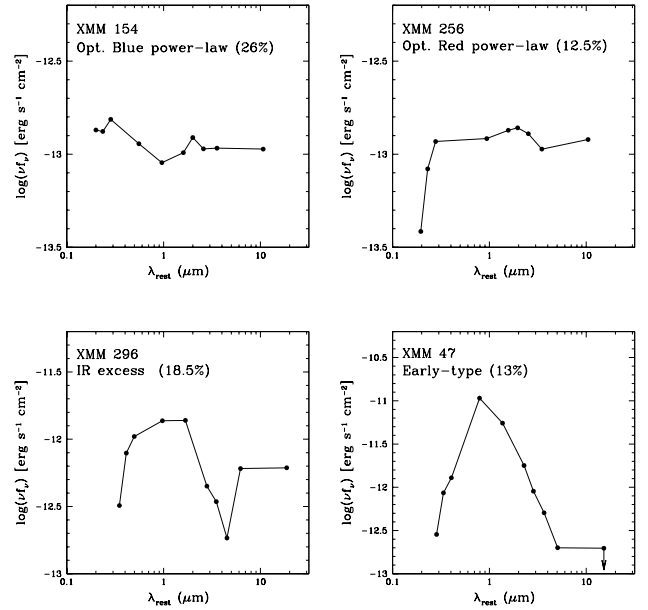 XMM 154
Opt. Blue power-law (26%)
-12.5
-13
-13.5
log(νfν) [erg s⁻¹ cm⁻²]
0.1
1
10
λrest (μm)
XMM 256
Opt. Red power-law (12.5%)
-12.5
-13
-13.5
log(νfν) [erg s⁻¹ cm⁻²]
0.1
1
10
λrest (μm)
XMM 296
IR excess (18.5%)
-11.5
-12
-12.5
-13
log(νfν) [erg s⁻¹ cm⁻²]
0.1
1
10
λrest (μm)
XMM 47
Early-type (13%)
-10.5
-11
-11.5
-12
-12.5
-13
log(νfν) [erg s⁻¹ cm⁻²]
0.1
1
10
λrest (μm)